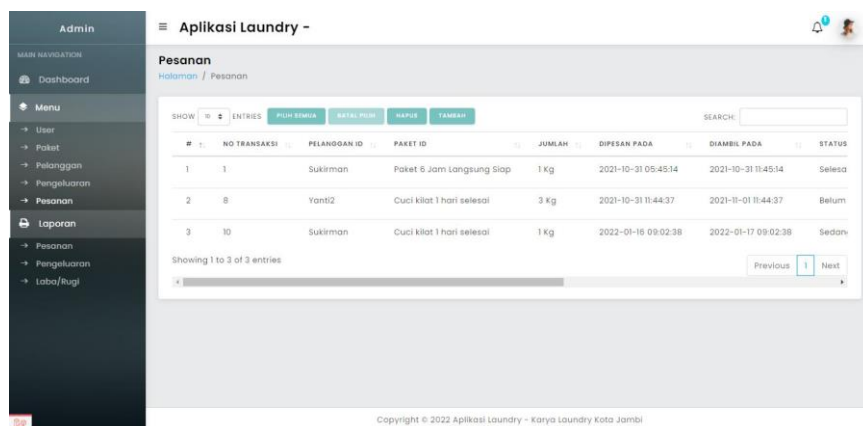 Admin
MAIN NAVIGATION
Dashboard
Menu
User
Paket
Pelanggan
Pengeluaran
Pesanan
Laporan
Pesanan
Pengeluaran
Laba/Rugi
Aplikasi Laundry -
1
Pesanan
Halaman / Pesanan
SHOW 10 ENTRIES PILIH SEMUA BATAL PILIH HAPUS TAMBAH SEARCH:
# NO TRANSAKSI PELANGGAN ID PAKET ID JUMLAH DIPESAN PADA DIAMBIL PADA STATUS
1 1 Sukirman Paket 6 Jam Langsung Siap 1 Kg 2021-10-31 05:45:14 2021-10-31 11:45:14 Selesa
2 8 Yanti2 Cuci kilat 1 hari selesai 3 Kg 2021-10-31 11:44:37 2021-11-01 11:44:37 Belum
3 10 Sukirman Cuci kilat 1 hari selesai 1 Kg 2022-01-16 09:02:38 2022-01-17 09:02:38 Sedan
Showing 1 to 3 of 3 entries
Previous 1 Next
Copyright © 2022 Aplikasi Laundry - Karya Laundry Kota Jambi